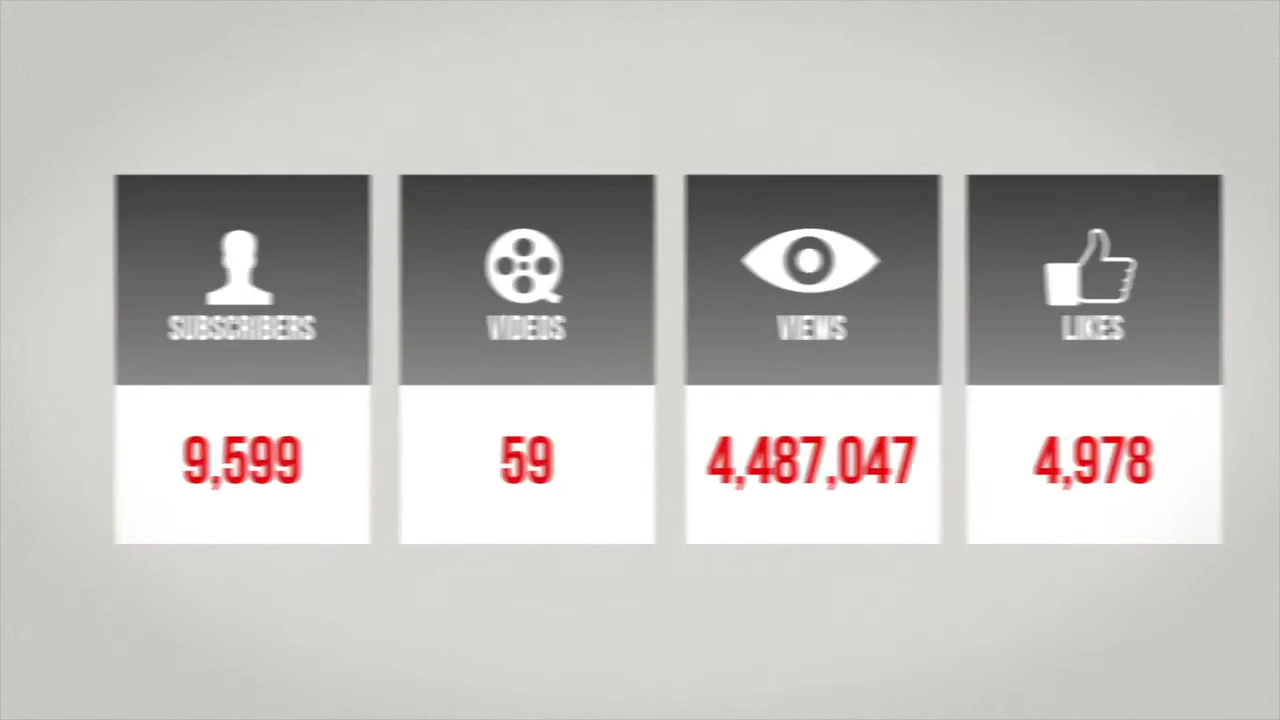 SUBSCRIBERS
9,599
VIDEOS
59
VIEWS
4,487,047
LIKES
4,978